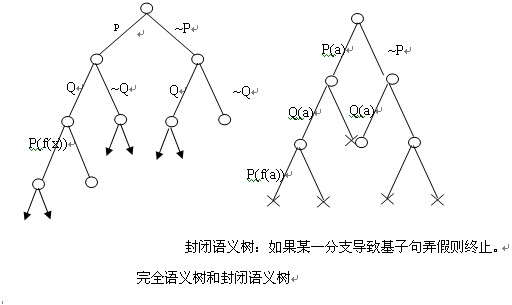 P ~P
P(a) ~P
Q ~Q Q ~Q
Q(a) Q(a)
P(f(x))
P(f(a))
封闭语义树：如果某一分支导致基子句弄假则终止。
完全语义树和封闭语义树